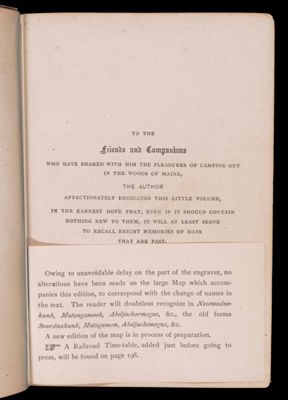 TO THE
Friends and Companions
WHO HAVE SHARED WITH HIM THE PLEASURES OF CAMPING OUT
IN THE WOODS OF MAINE,
THE AUTHOR
AFFECTIONATELY DEDICATES THIS LITTLE VOLUME,
IN THE EARNEST HOPE THAT, EVEN IF IT SHOULD CONTAIN
NOTHING NEW TO THEM, IT WILL AT LEAST SERVE
TO RECALL BRIGHT MEMORIES OF DAYS
THAT ARE PAST.
Owing to unavoidable delay on the part of the engraver, no
alterations have been made on the large Map which accom-
panies this edition, to correspond with the change of names in
the text. The reader will doubtless recognize in Nesowadne-
hunk, Matangamook, Aboljackarmegus, &c., the old forms
Sourdnahunk, Matagamon, Aboljackomegus, &c.
A new edition of the map is in process of preparation.
☞ A Railroad Time-table, added just before going to
press, will be found on page 198.